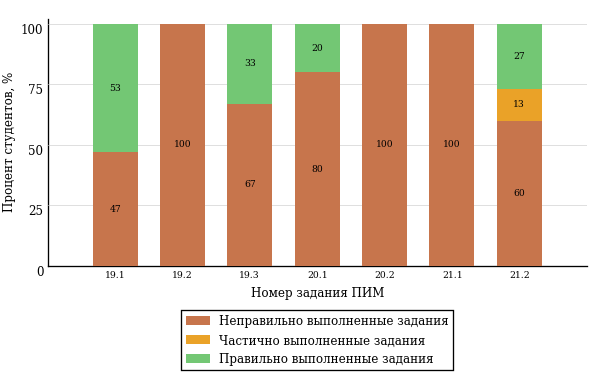 Процент студентов, %
100
75
50
25
0
53
47
100
33
67
20
80
100
100
27
13
60
19.1 19.2 19.3 20.1 20.2 21.1 21.2
Номер задания ПИМ
Неправильно выполненные задания
Частично выполненные задания
Правильно выполненные задания